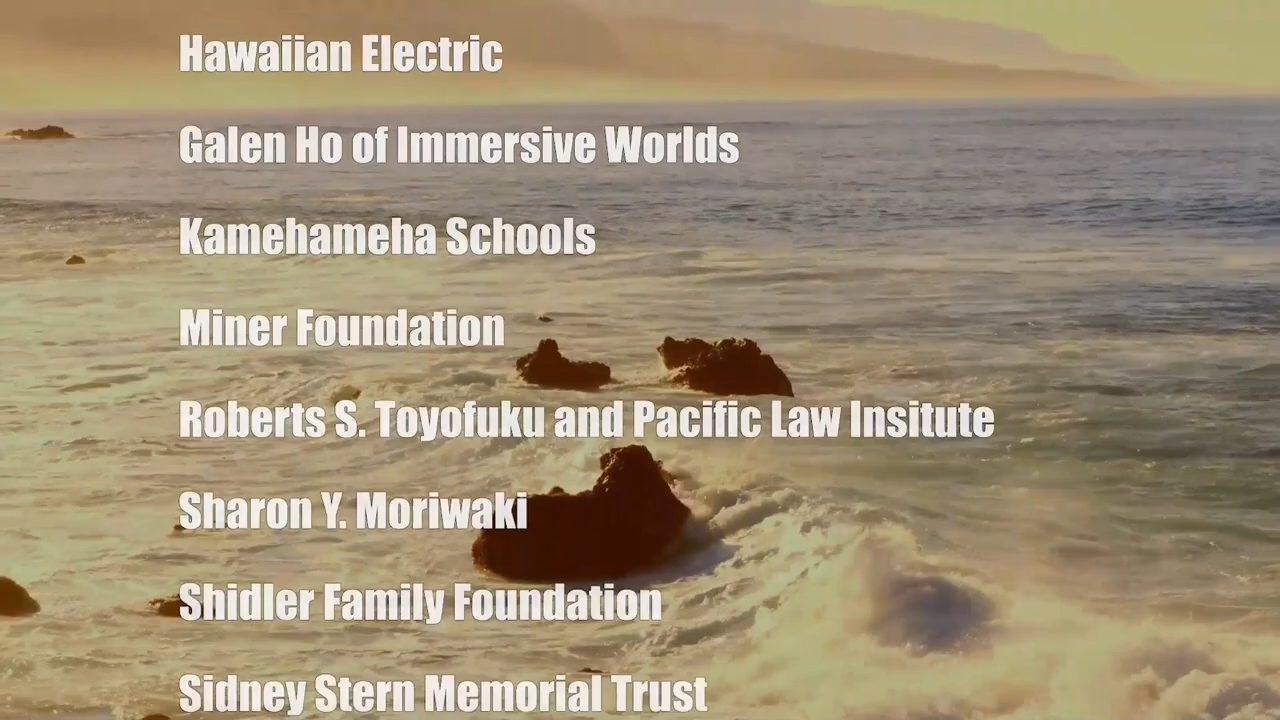 Hawaiian Electric
Galen Ho of Immersive Worlds
Kamehameha Schools
Miner Foundation
Roberts S. Toyofuku and Pacific Law Insitute
Sharon Y. Moriwaki
Shidler Family Foundation
Sidney Stern Memorial Trust